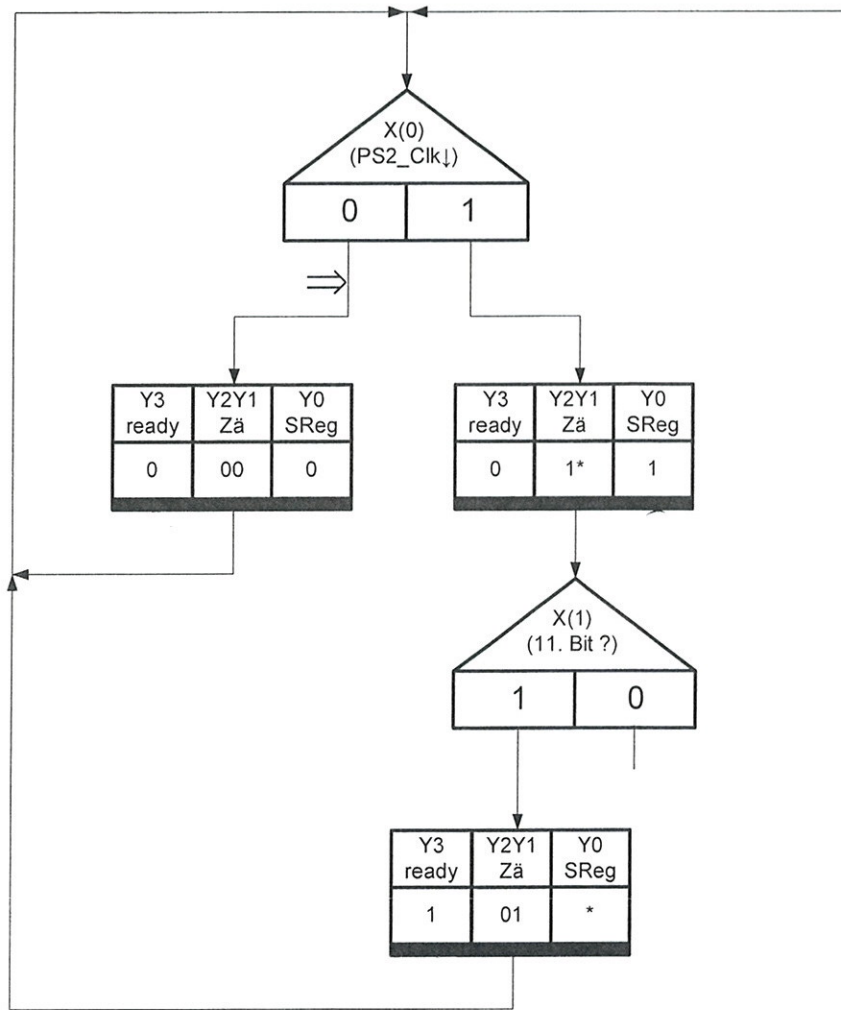 X(0)
(PS2_Clk↓)
0 1
⇒
Y3 Y2Y1 Y0
ready Zä SReg
0 00 0
Y3 Y2Y1 Y0
ready Zä SReg
0 1* 1
X(1)
(11. Bit ?)
1 0
Y3 Y2Y1 Y0
ready Zä SReg
1 01 *